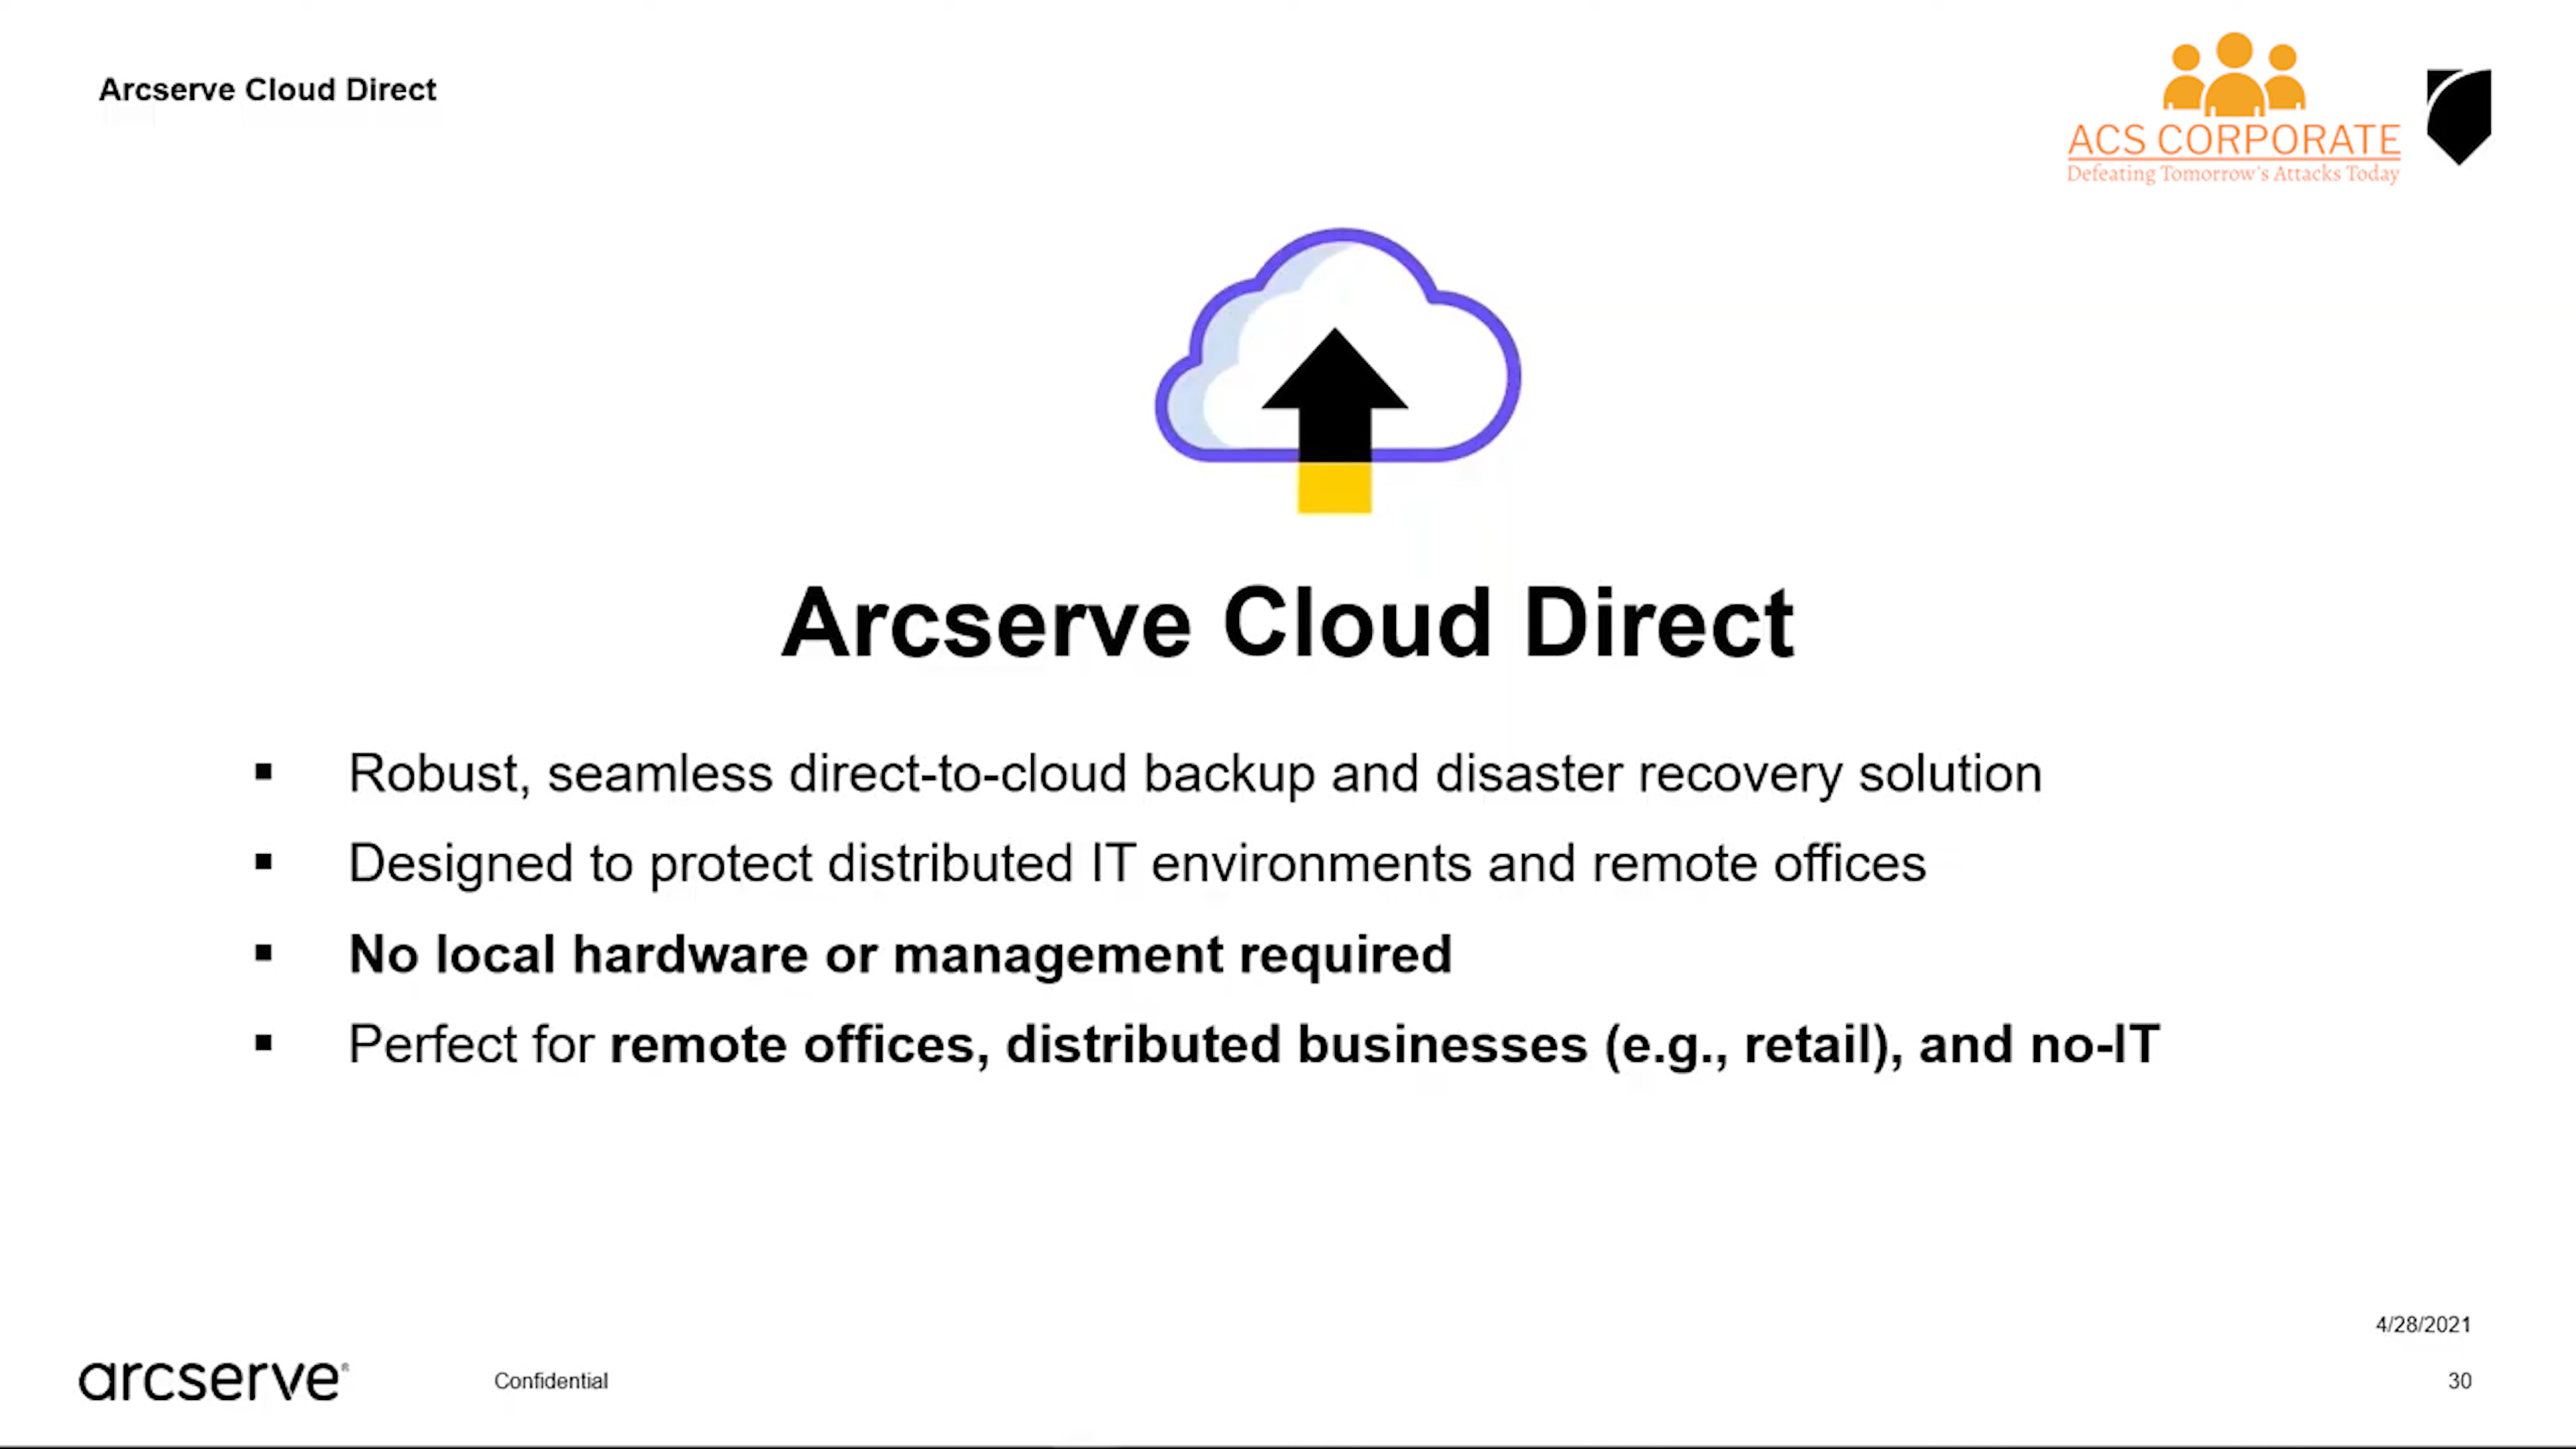 Arcserve Cloud Direct
ACS CORPORATE
Defeating Tomorrow's Attacks Today
Arcserve Cloud Direct
▪ Robust, seamless direct-to-cloud backup and disaster recovery solution
▪ Designed to protect distributed IT environments and remote offices
▪ No local hardware or management required
▪ Perfect for remote offices, distributed businesses (e.g., retail), and no-IT
4/28/2021
arcserve®
Confidential
30